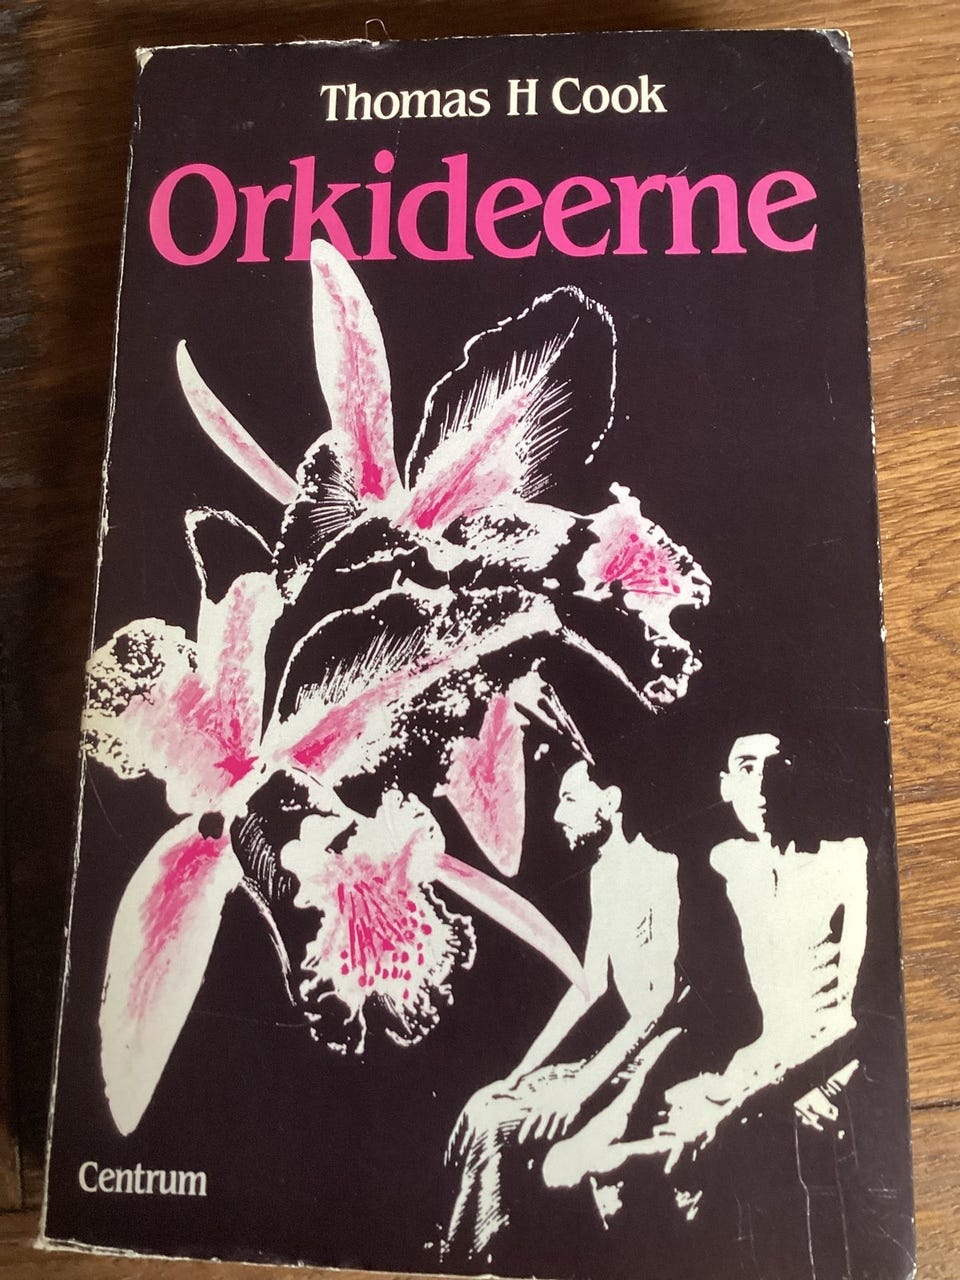 Thomas H Cook
Orkideerne
Centrum